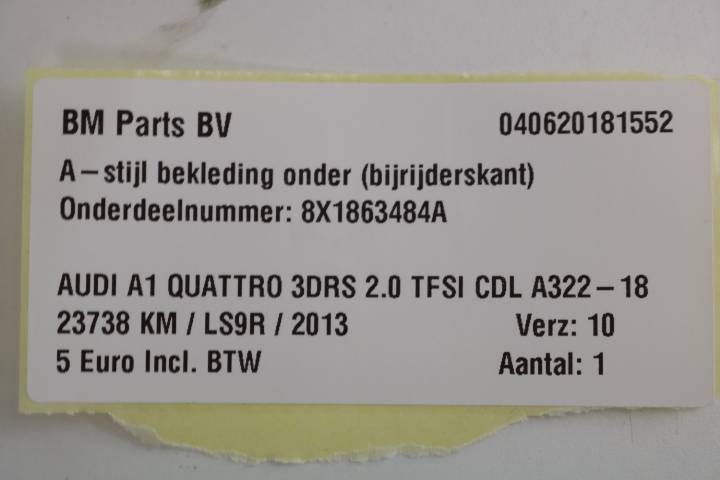 BM Parts BV 040620181552
A-stijl bekleding onder (bijrijderskant)
Onderdeelnummer: 8X1863484A
AUDI A1 QUATTRO 3DRS 2.0 TFSI CDL A322-18
23738 KM / LS9R / 2013 Verz: 10
5 Euro Incl. BTW Aantal: 1